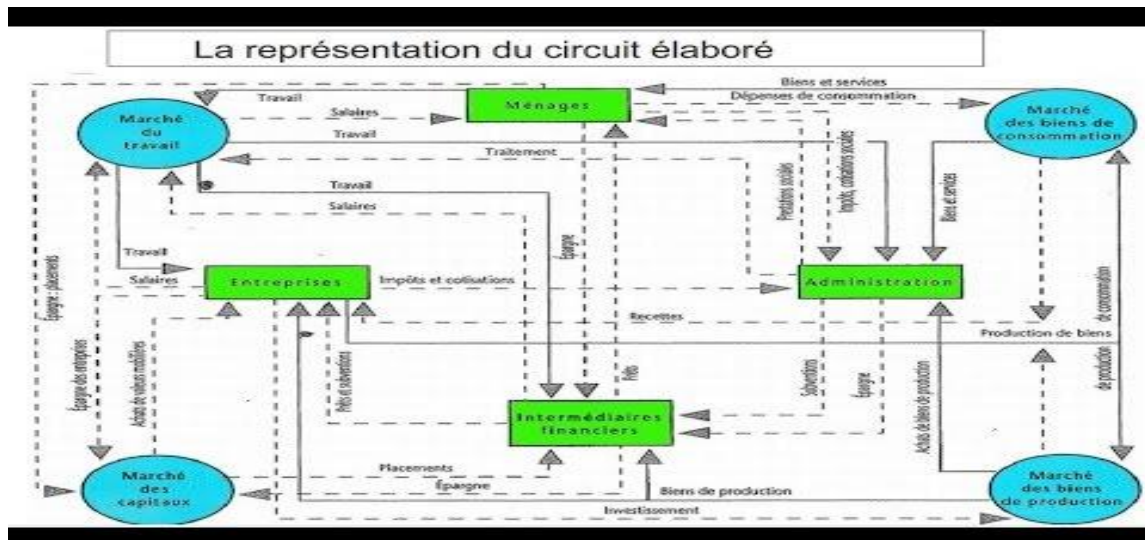 La représentation du circuit élaboré
Biens et services
Travail
Ménages
Dépenses de consommation
Marché
du
travail
Salaires
Marché
des biens de
consommation
Travail
Traitement
Prestations sociales
Impôts, cotisations sociales
Biens et services
Travail
Salaires
Épargne
Travail
Épargne : placements
Salaires
Entreprises
Impôts et cotisations
Administration
de consommation
Recettes
Production de biens
Épargne des entreprises
Achats de valeurs mobilières
Prêts et subventions
Prêts
Subventions
Épargne
de production
Achats de biens de production
Intermédiaires
financiers
Marché
des
capitaux
Placements
Épargne
Biens de production
Investissement
Marché
des biens
de production